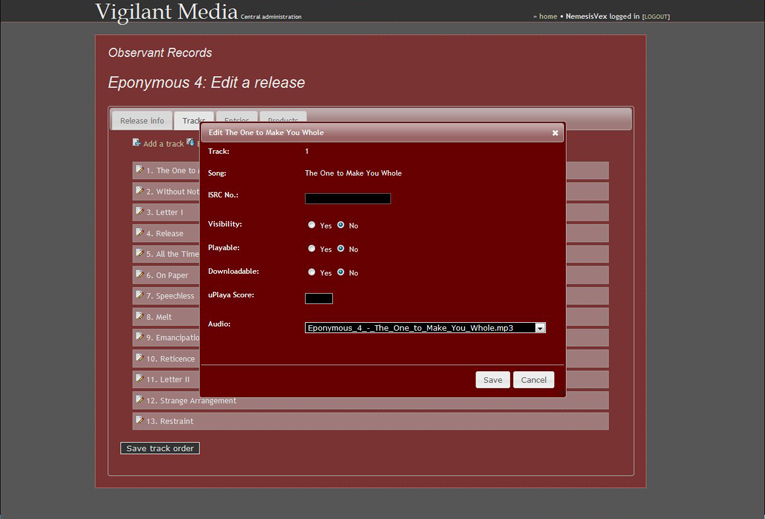 Vigilant Media Central administration
» home • NemesisVex logged in [LOGOUT]
Observant Records
Eponymous 4: Edit a release
Release info Tracks Entries Products
Add a track
Edit The One to Make You Whole
Track: 1
Song: The One to Make You Whole
ISRC No.:
Visibility: Yes No
Playable: Yes No
Downloadable: Yes No
uPlaya Score:
Audio: Eponymous_4_-_The_One_to_Make_You_Whole.mp3
Save Cancel
1. The One to
2. Without Not
3. Letter I
4. Release
5. All the Time
6. On Paper
7. Speechless
8. Melt
9. Emancipatio
10. Reticence
11. Letter II
12. Strange Arrangement
13. Restraint
Save track order